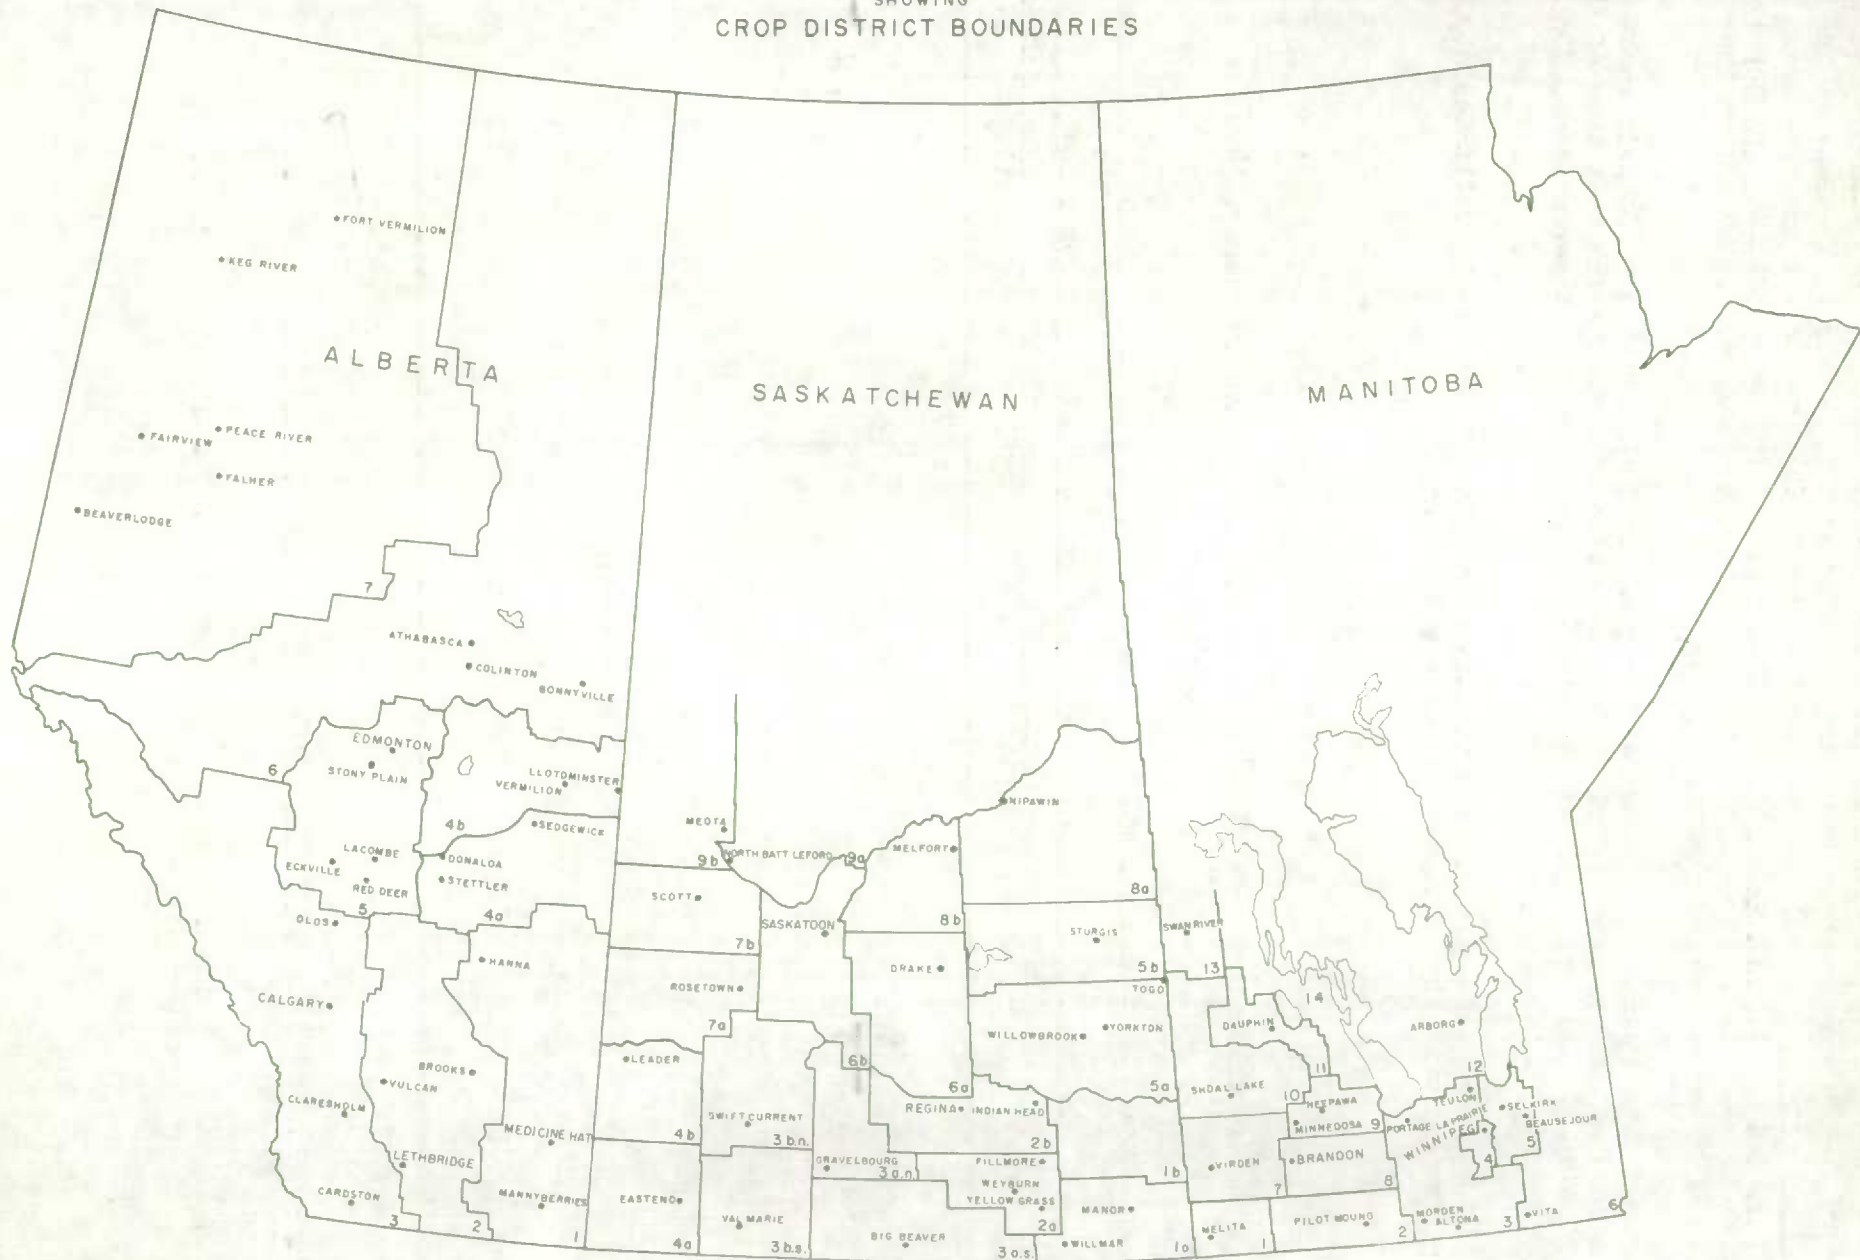 SHOWING
CROP DISTRICT BOUNDARIES
FORT VERMILION
KEG RIVER
ALBERTA
SASKATCHEWAN
MANITOBA
PEACE RIVER
FAIRVIEW
FALHER
BEAVERLODGE
7
ATHABASCA
COLINTON
BONNYVILLE
EDMONTON
STONY PLAIN
6
LLOTDMINSTER
VERMILION
4b
SEDGEWICK
LACOMBE
ECKVILLE
RED DEER
DONALOA
STETTLER
5
4a
OLDS
HANNA
CALGARY
BROOKS
VULCAN
CLARESHOLM
MEDICINE HAT
LETHBRIDGE
CARDSTON
MANNYBERRIES
3
2
1
MEOTA
9b
NORTH BATTLEFORD
9a
MELFORT
NIPAWIN
8a
SCOTT
SASKATOON
8b
7b
STURGIS
5b
DRAKE
TOGO
ROSETOWN
7a
WILLOWBROOK
YORKTON
LEADER
6b
6a
5a
REGINA
INDIAN HEAD
SWIFT CURRENT
4b
3 b.n.
2b
GRAVELBOURG
3 a.n.
FILLMORE
1b
WEYBURN
YELLOW GRASS
EASTEND
VAL MARIE
MANOR
2a
4a
3 b.s.
BIG BEAVER
3 a.s.
WILLMAR
1a
SWAN RIVER
13
14
DAUPHIN
ARBORG
SHOAL LAKE
11
12
10
NEEPAWA
TEULON
SELKIRK
MINNEDOSA
9
PORTAGE LA PRAIRIE
BEAUSEJOUR
WINNIPEG
5
4
VIRDEN
BRANDON
7
8
MELITA
1
PILOT MOUND
2
MORDEN
ALTONA
3
VITA
6